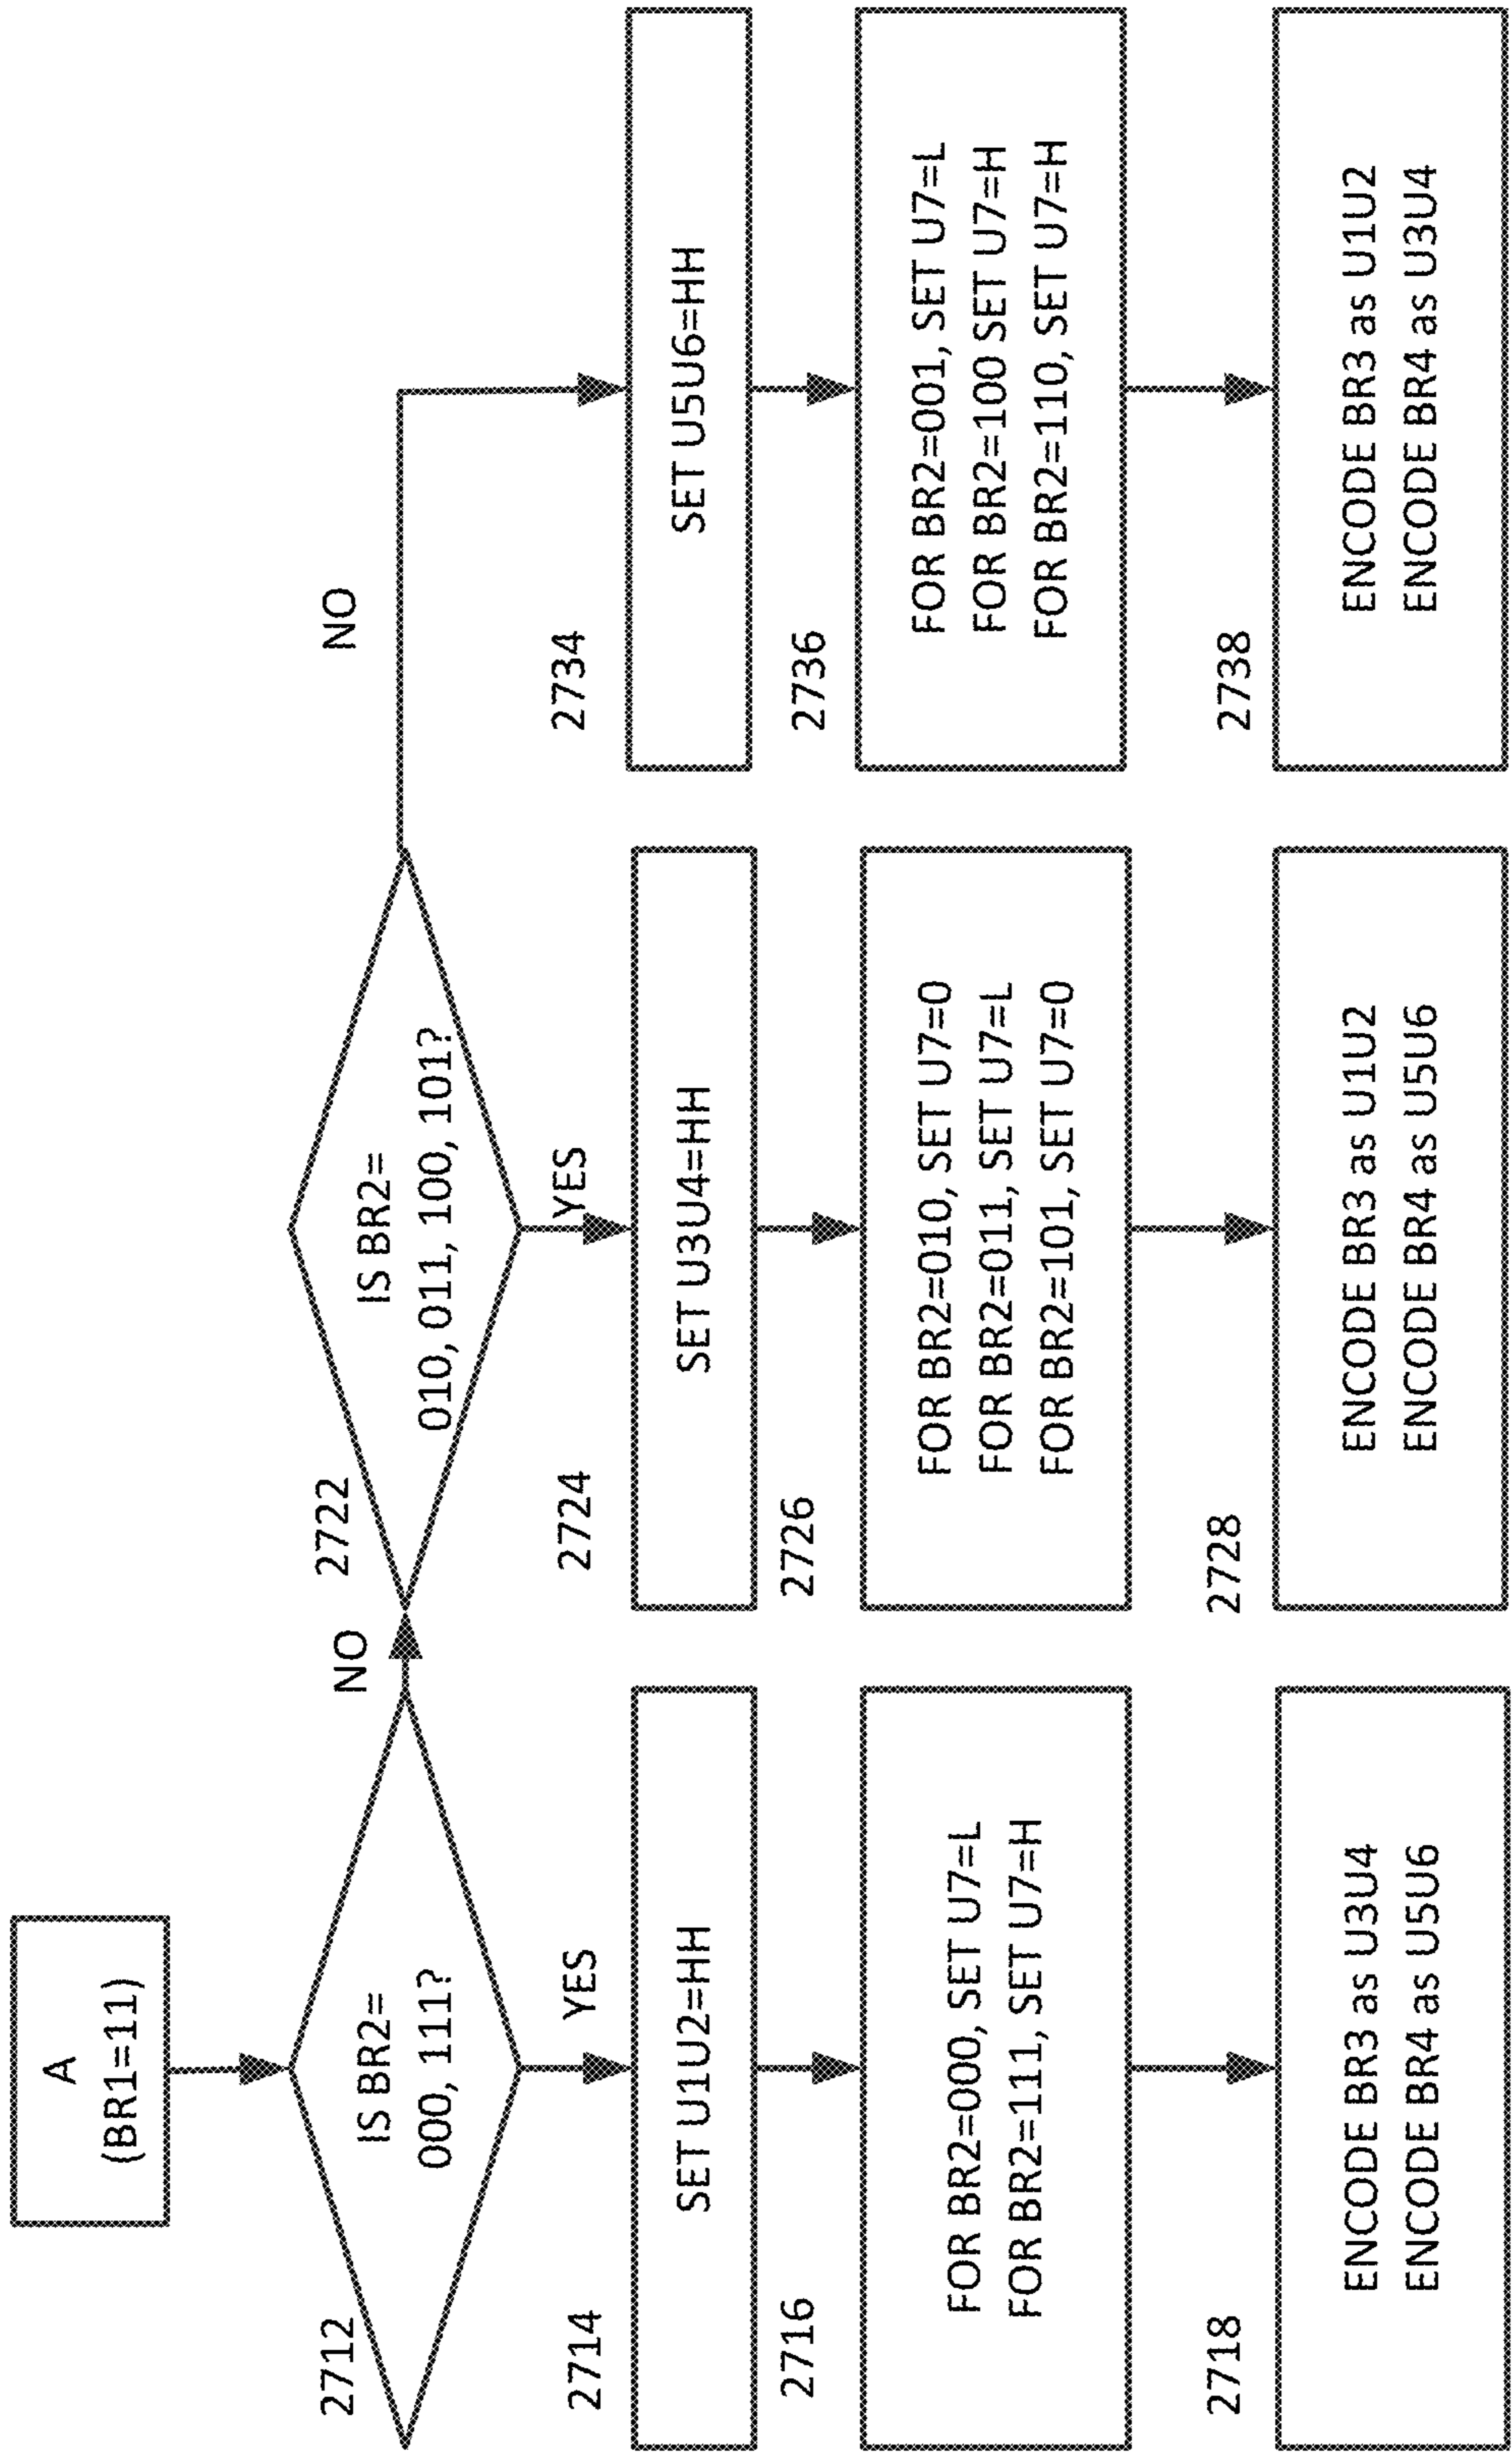 A
(BR1=11)
2712
IS BR2=
000, 111?
NO
YES
2714
SET U1U2=HH
2716
FOR BR2=000, SET U7=L
FOR BR2=111, SET U7=H
2718
ENCODE BR3 as U3U4
ENCODE BR4 as U5U6
2722
IS BR2=
010, 011, 100, 101?
NO
YES
2724
SET U3U4=HH
2726
FOR BR2=010, SET U7=0
FOR BR2=011, SET U7=L
FOR BR2=101, SET U7=0
2728
ENCODE BR3 as U1U2
ENCODE BR4 as U5U6
2734
SET U5U6=HH
2736
FOR BR2=001, SET U7=L
FOR BR2=100 SET U7=H
FOR BR2=110, SET U7=H
2738
ENCODE BR3 as U1U2
ENCODE BR4 as U3U4